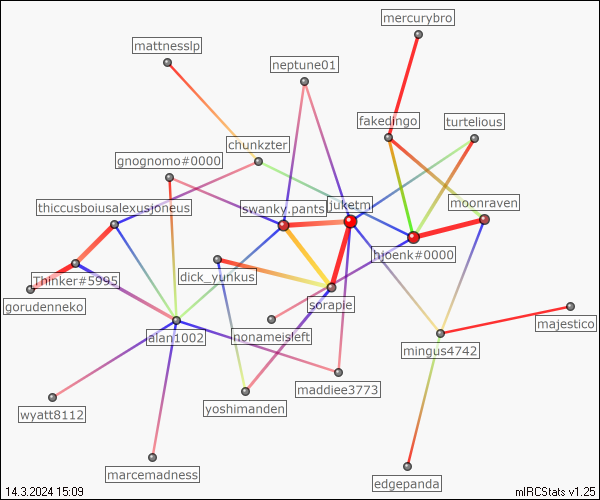 mercurybro
mattnesslp
neptune01
fakedingo
turtelious
chunkzter
gnognomo#0000
thiccusboiusalexusjoneus
swanky.pants
juketm
moonraven
hjoenk#0000
Thinker#5995
dick_yunkus
gorudenneko
sorapie
nonameisleft
alan1002
majestico
mingus4742
maddiee3773
yoshimanden
wyatt8112
marcemadness
edgepanda
14.3.2024 15:09
mIRCStats v1.25